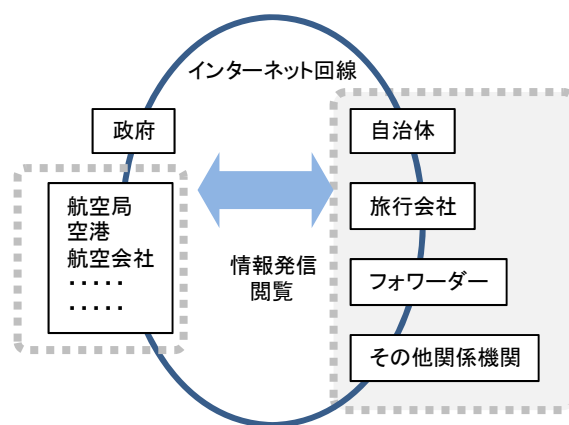 インターネット回線
政府
自治体
航空局
空港
航空会社
・・・・・
・・・・・
旅行会社
情報発信
閲覧
フォワーダー
その他関係機関